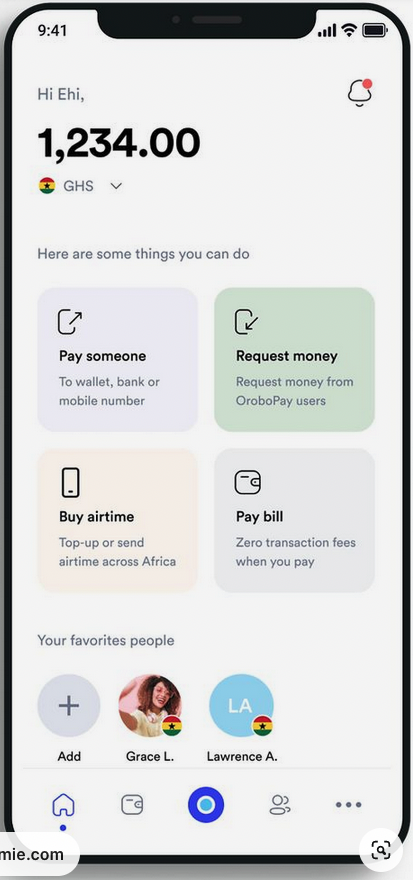 9:41
Hi Ehi,
1,234.00
GHS
Here are some things you can do
Pay someone
To wallet, bank or
mobile number
Request money
Request money from
OroboPay users
Buy airtime
Top-up or send
airtime across Africa
Pay bill
Zero transaction fees
when you pay
Your favorites people
LA
Add
Grace L.
Lawrence A.
mie.com